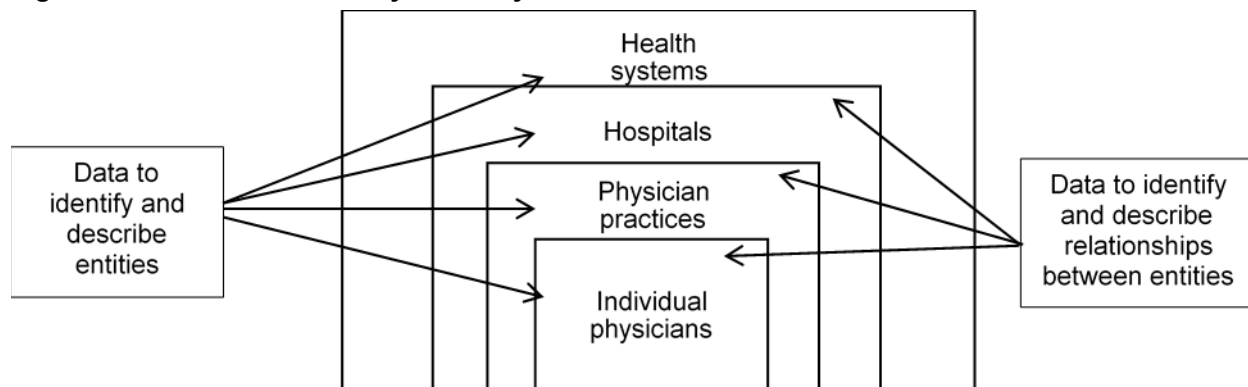 Health
systems
Hospitals
Physician
practices
Individual
physicians
Data to
identify and
describe
entities
Data to identify
and describe
relationships
between entities